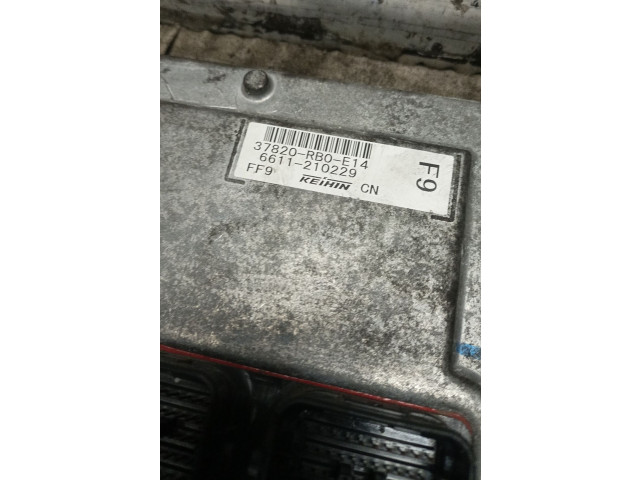 37820-RB0-E14
6611-210229
FF9 KEIHIN CN
F9